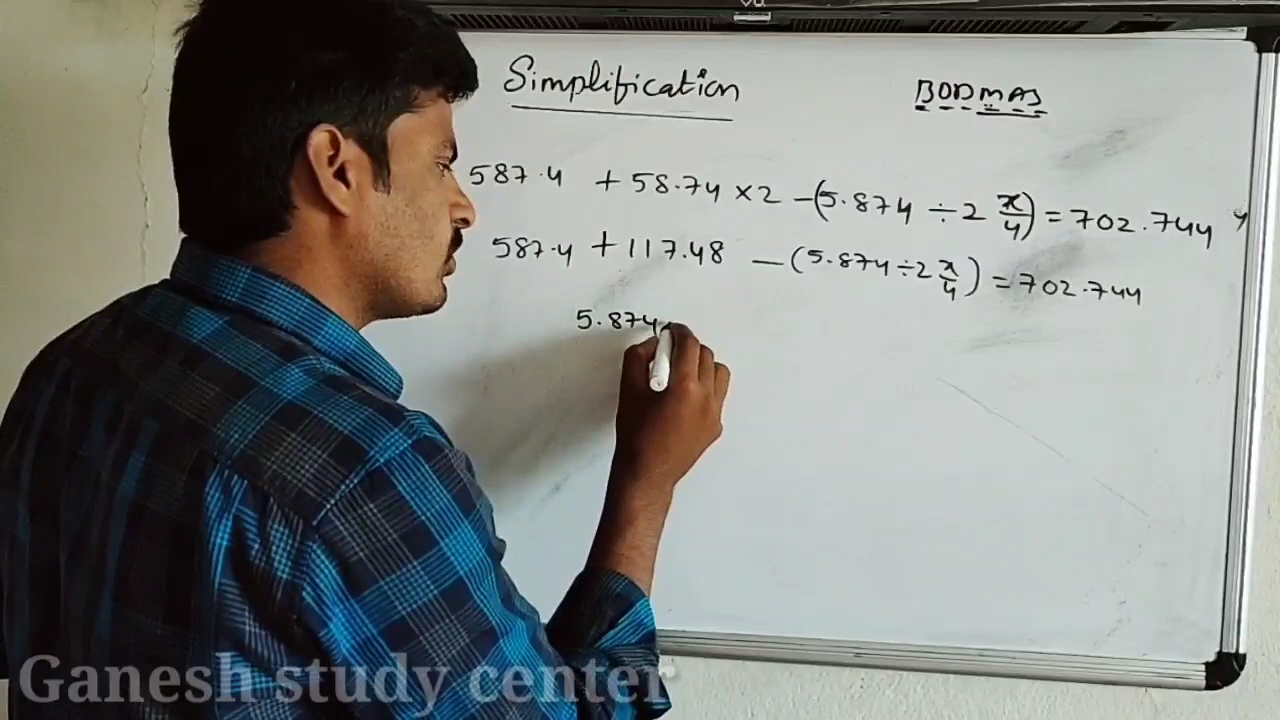 Simplification
BODMAS
587.4 + 58.74 × 2 - (5.874 ÷ 2 x/4) = 702.744
587.4 + 117.48 - (5.874 ÷ 2 x/4) = 702.744
5.874
Ganesh study center